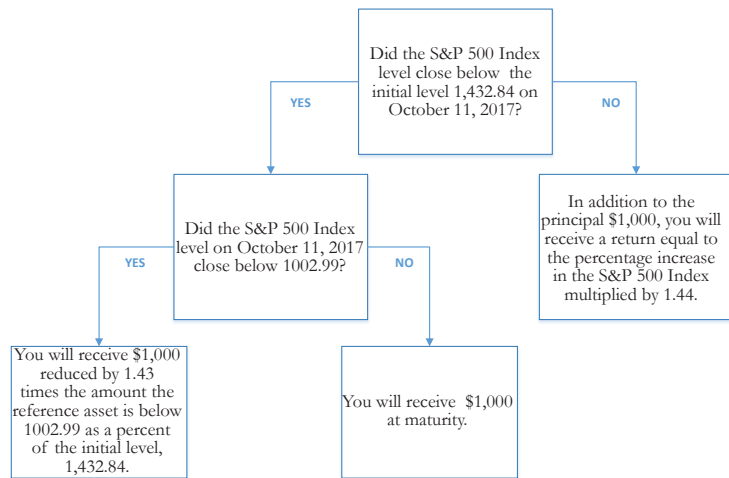 Did the S&P 500 Index
level close below the
initial level 1,432.84 on
October 11, 2017?
YES
NO
Did the S&P 500 Index
level on October 11, 2017
close below 1002.99?
In addition to the
principal $1,000, you will
receive a return equal to
the percentage increase
in the S&P 500 Index
multiplied by 1.44.
YES
NO
You will receive $1,000
reduced by 1.43
times the amount the
reference asset is below
1002.99 as a percent
of the initial level,
1,432.84.
You will receive $1,000
at maturity.